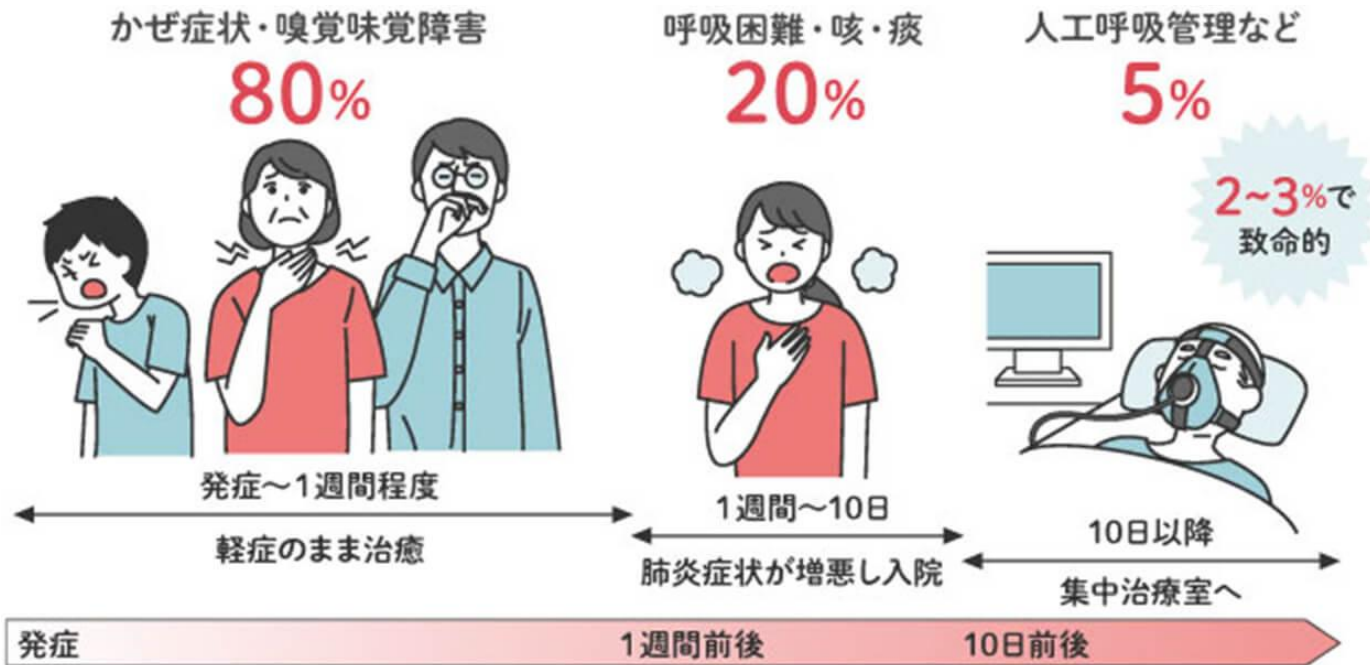 かぜ症状・嗅覚味覚障害
80%
呼吸困難・咳・痰
20%
人工呼吸管理など
5%
2~3%で
致命的
発症～1週間程度
軽症のまま治癒
1週間～10日
肺炎症状が増悪し入院
10日以降
集中治療室へ
発症
1週間前後
10日前後